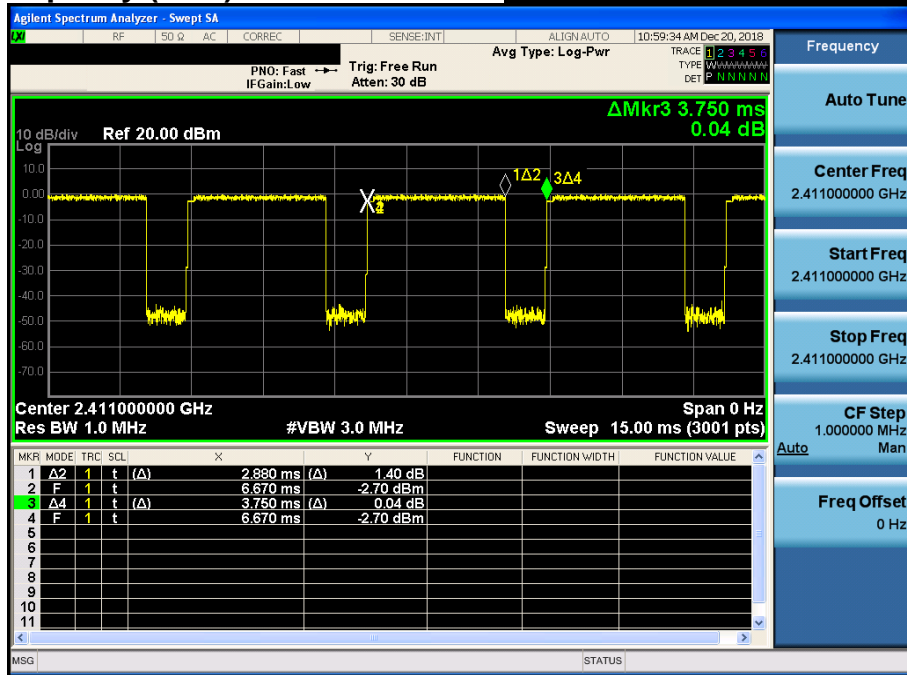 Agilent Spectrum Analyzer - Swept SA
LXI RF 50 Ω AC CORREC SENSE:INT ALIGN AUTO 10:59:34 AM Dec 20, 2018
Avg Type: Log-Pwr
TRACE 1 2 3 4 5 6
TYPE WWWWWW
DET P N N N N N
PNO: Fast
IFGain:Low
Trig: Free Run
Atten: 30 dB
Frequency
ΔMkr3 3.750 ms
0.04 dB
10 dB/div Ref 20.00 dBm
Log
10.0
0.00
-10.0
-20.0
-30.0
-40.0
-50.0
-60.0
-70.0
1Δ2
3Δ4
Center 2.411000000 GHz Span 0 Hz
Res BW 1.0 MHz #VBW 3.0 MHz Sweep 15.00 ms (3001 pts)
MKR MODE TRC SCL X Y FUNCTION FUNCTION WIDTH FUNCTION VALUE
1 Δ2 1 t (Δ) 2.880 ms (Δ) 1.40 dB
2 F 1 t 6.670 ms -2.70 dBm
3 Δ4 1 t (Δ) 3.750 ms (Δ) 0.04 dB
4 F 1 t 6.670 ms -2.70 dBm
5
6
7
8
9
10
11
MSG STATUS
Auto Tune
Center Freq
2.411000000 GHz
Start Freq
2.411000000 GHz
Stop Freq
2.411000000 GHz
CF Step
1.000000 MHz
Auto Man
Freq Offset
0 Hz